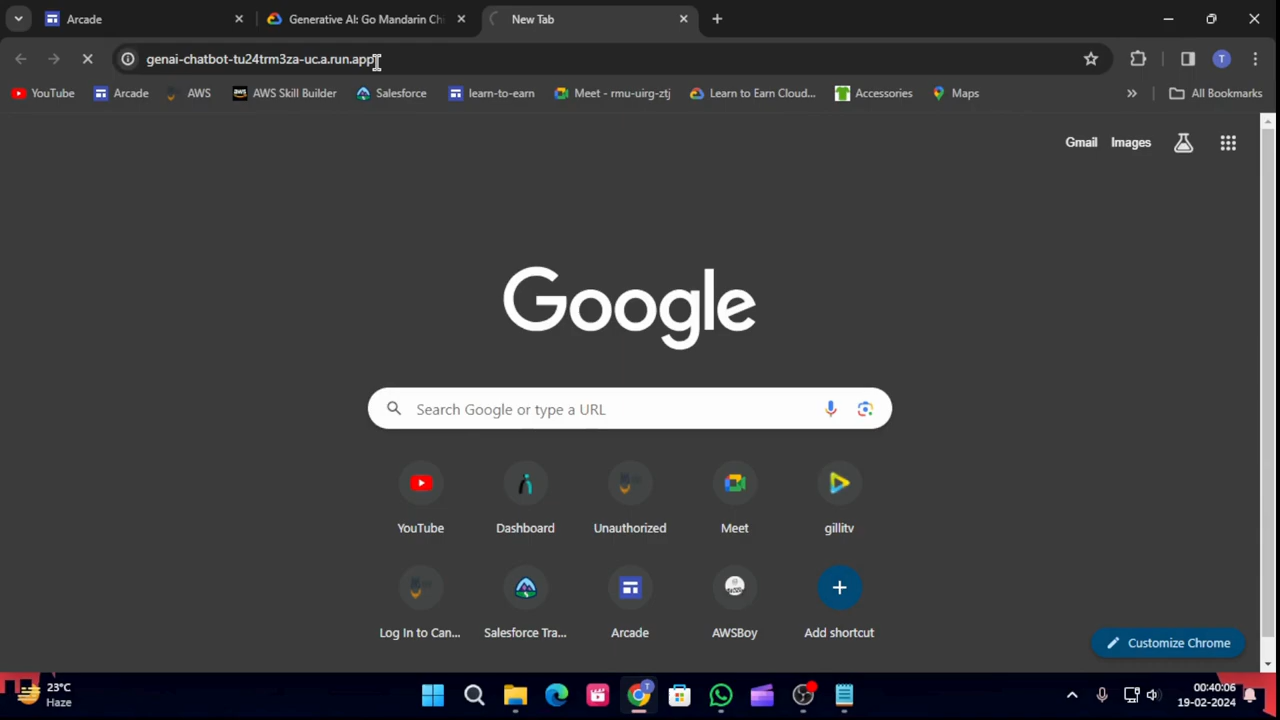 Arcade
Generative AI: Go Mandarin Chi
New Tab
genai-chatbot-tu24trm3za-uc.a.run.app
T
YouTube
Arcade
AWS
AWS Skill Builder
Salesforce
learn-to-earn
Meet - rmu-uirg-ztj
Learn to Earn Cloud...
Accessories
Maps
»
All Bookmarks
Gmail
Images
Google
Search Google or type a URL
YouTube
Dashboard
Unauthorized
Meet
gillitv
Log In to Can...
Salesforce Tra...
Arcade
AWSBoy
Add shortcut
Customize Chrome
23°C
Haze
T
00:40:06
19-02-2024